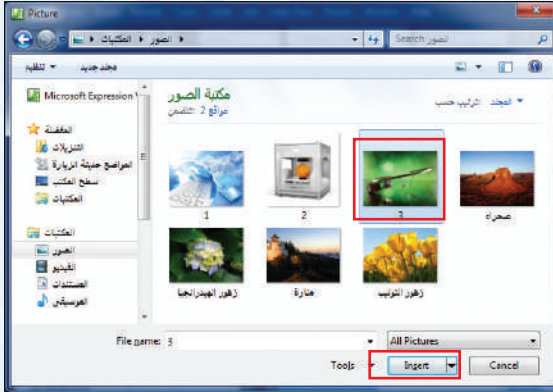 Picture
المكتبات ◂ الصور ◂
Search الصور
تنظيم ▾ مجلد جديد
Microsoft Expression
مكتبة الصور
تتضمن: 2 مواقع
الترتيب حسب: المجلد ▾
المفضلة
التنزيلات
المواضع حديثة الزيارة
سطح المكتب
المكتبات
المكتبات
الصور
الفيديو
المستندات
الموسيقى
1
2
3
صحراء
زهور الهيدرانجيا
منارة
زهور التوليب
File name: 3
All Pictures
Tools
Insert
Cancel